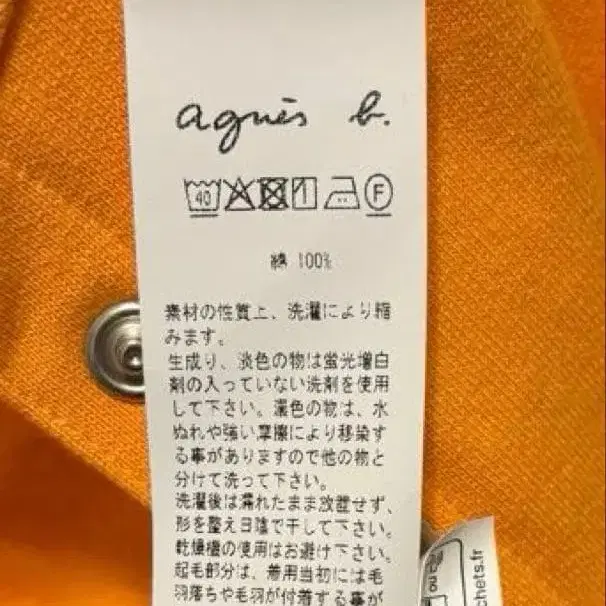 agnès b.
40 F
綿 100%
素材の性質上、洗濯により縮
みます。
生成り、淡色の物は蛍光増白
剤の入っていない洗剤を使用
して下さい。濃色の物は、水
ぬれや強い摩擦により移染す
る事がありますので他の物と
分けて洗って下さい。
洗濯後は濡れたまま放置せず、
形を整え日陰で干して下さい。
乾燥機の使用はお避け下さい。
起毛部分は、着用当初には毛
羽落ちや毛羽が付着する事が
chets.fr